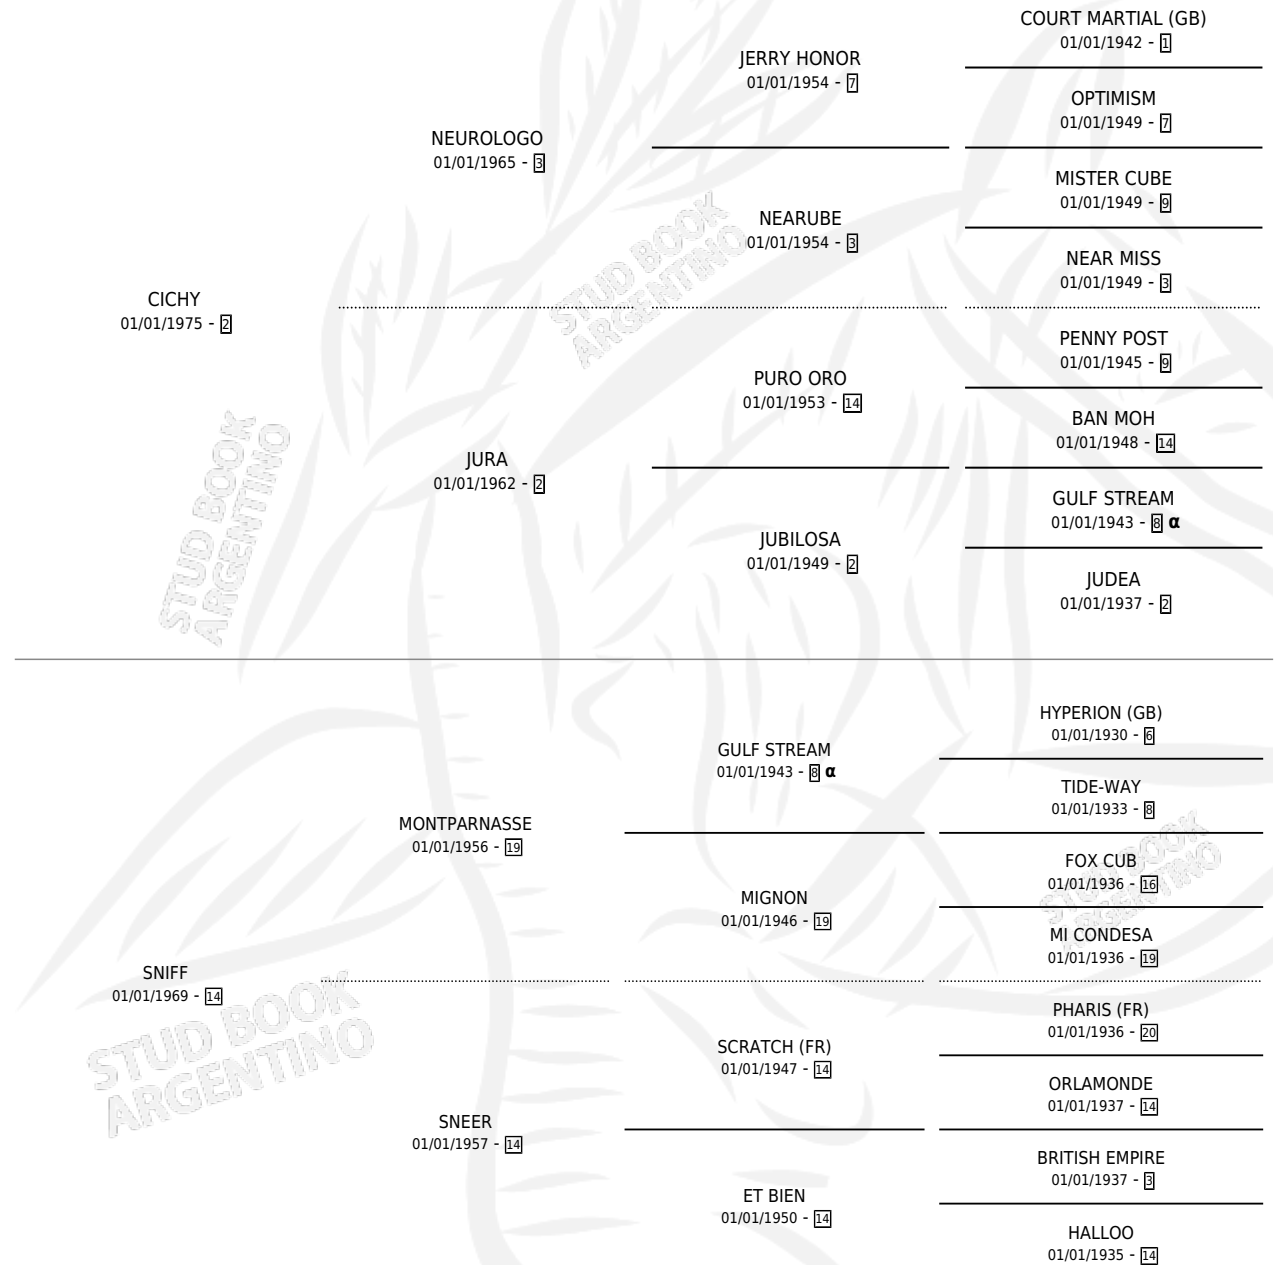 COURT MARTIAL (GB)
01/01/1942 - 1
JERRY HONOR
01/01/1954 - 7
OPTIMISM
01/01/1949 - 7
NEUROLOGO
01/01/1965 - 3
MISTER CUBE
01/01/1949 - 9
NEARUBE
01/01/1954 - 3
NEAR MISS
01/01/1949 - 3
CICHY
01/01/1975 - 2
PENNY POST
01/01/1945 - 9
PURO ORO
01/01/1953 - 14
BAN MOH
01/01/1948 - 14
JURA
01/01/1962 - 2
GULF STREAM
01/01/1943 - 8 α
JUBILOSA
01/01/1949 - 2
JUDEA
01/01/1937 - 2
HYPERION (GB)
01/01/1930 - 6
GULF STREAM
01/01/1943 - 8 α
TIDE-WAY
01/01/1933 - 8
MONTPARNASSE
01/01/1956 - 19
FOX CUB
01/01/1936 - 16
MIGNON
01/01/1946 - 19
MI CONDESA
01/01/1936 - 19
SNIFF
01/01/1969 - 14
PHARIS (FR)
01/01/1936 - 20
SCRATCH (FR)
01/01/1947 - 14
ORLAMONDE
01/01/1937 - 14
SNEER
01/01/1957 - 14
BRITISH EMPIRE
01/01/1937 - 3
ET BIEN
01/01/1950 - 14
HALLOO
01/01/1935 - 14
STUD BOOK
ARGENTINO
STUD BOOK
ARGENTINO
STUD BOOK
ARGENTINO
STUD BOOK
ARGENTINO